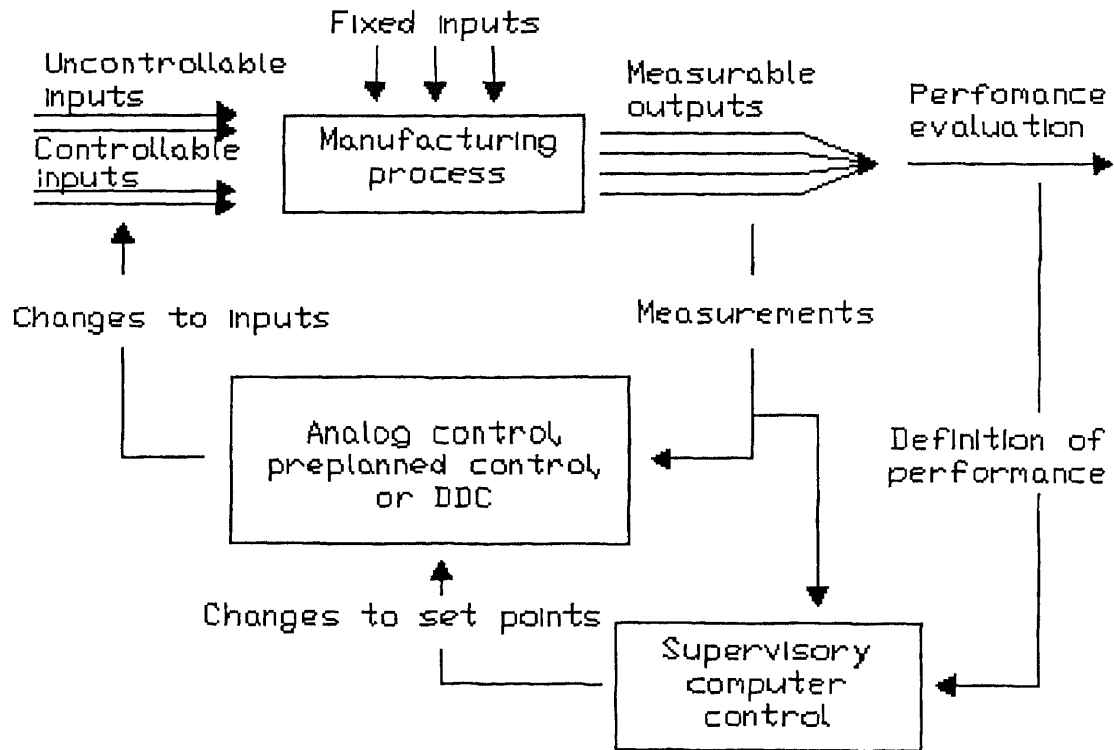 Fixed inputs
Uncontrollable
inputs
Controllable
inputs
Manufacturing
process
Measurable
outputs
Perfomance
evaluation
Changes to inputs
Measurements
Analog control,
preplanned control
or DDC
Definition of
performance
Changes to set points
Supervisory
computer
control